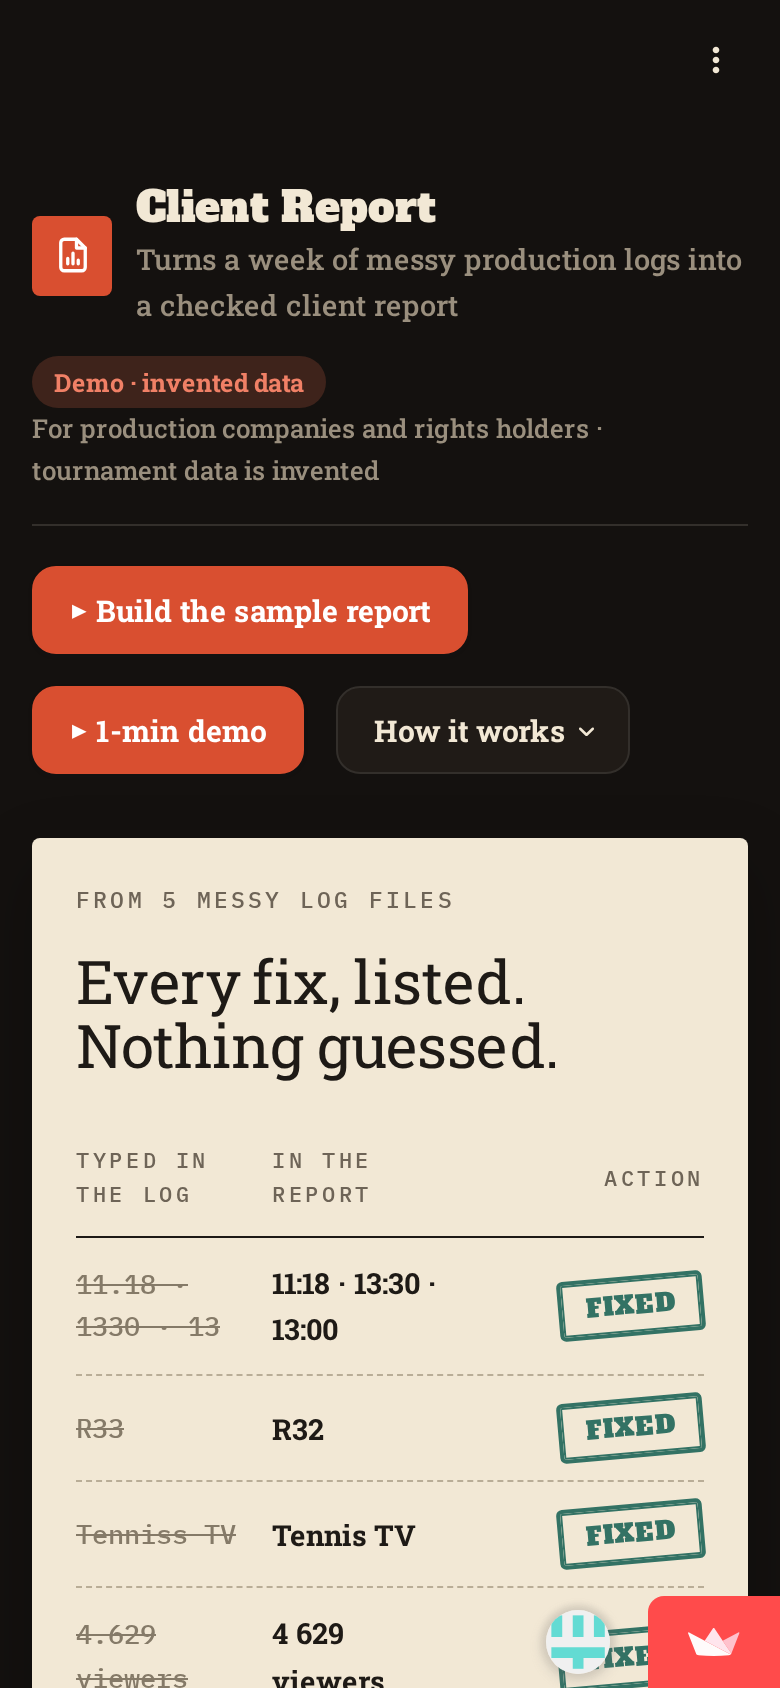 Client Report
Turns a week of messy production logs into
a checked client report
Demo · invented data
For production companies and rights holders ·
tournament data is invented
▸ Build the sample report
▸ 1-min demo
How it works
FROM 5 MESSY LOG FILES
Every fix, listed.
Nothing guessed.
TYPED IN
THE LOG
IN THE
REPORT
ACTION
11.18 ·
1330 · 13
11:18 · 13:30 ·
13:00
FIXED
R33
R32
FIXED
Tenniss TV
Tennis TV
FIXED
4.629
viewers
4 629
viewers